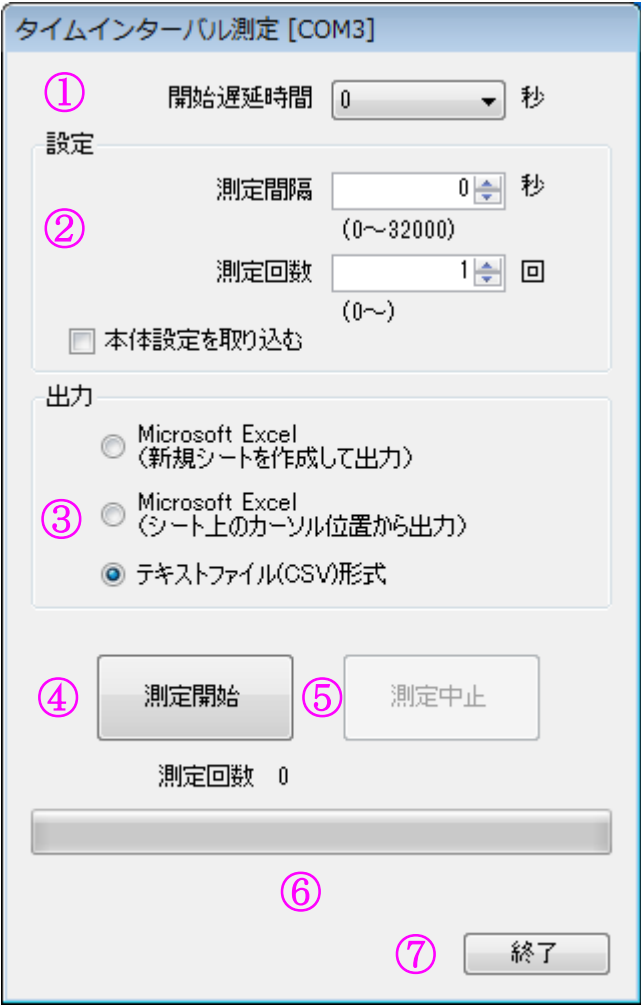 タイムインターバル測定 [COM3]
① 開始遅延時間 0 秒
設定
② 測定間隔 0 秒
(0～32000)
測定回数 1 回
(0～)
本体設定を取り込む
出力
Microsoft Excel
(新規シートを作成して出力)
③ Microsoft Excel
(シート上のカーソル位置から出力)
テキストファイル(CSV)形式
④ 測定開始 ⑤ 測定中止
測定回数 0
⑥
⑦ 終了